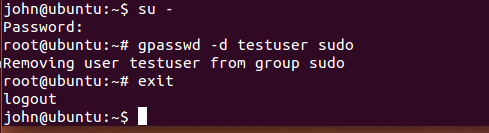 john@ubuntu:~$ su -
Password:
root@ubuntu:~# gpasswd -d testuser sudo
Removing user testuser from group sudo
root@ubuntu:~# exit
logout
john@ubuntu:~$